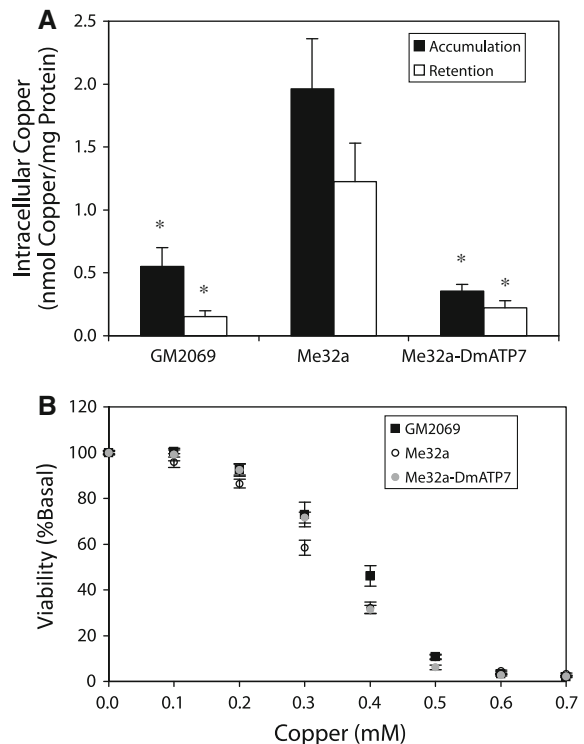 A
2.5
2.0
1.5
1.0
0.5
0.0
Intracellular Copper
(nmol Copper/mg Protein)
Accumulation
Retention
*
*
*
*
GM2069
Me32a
Me32a-DmATP7
B
120
100
80
60
40
20
0
Viability (%Basal)
GM2069
Me32a
Me32a-DmATP7
0.0 0.1 0.2 0.3 0.4 0.5 0.6 0.7
Copper (mM)